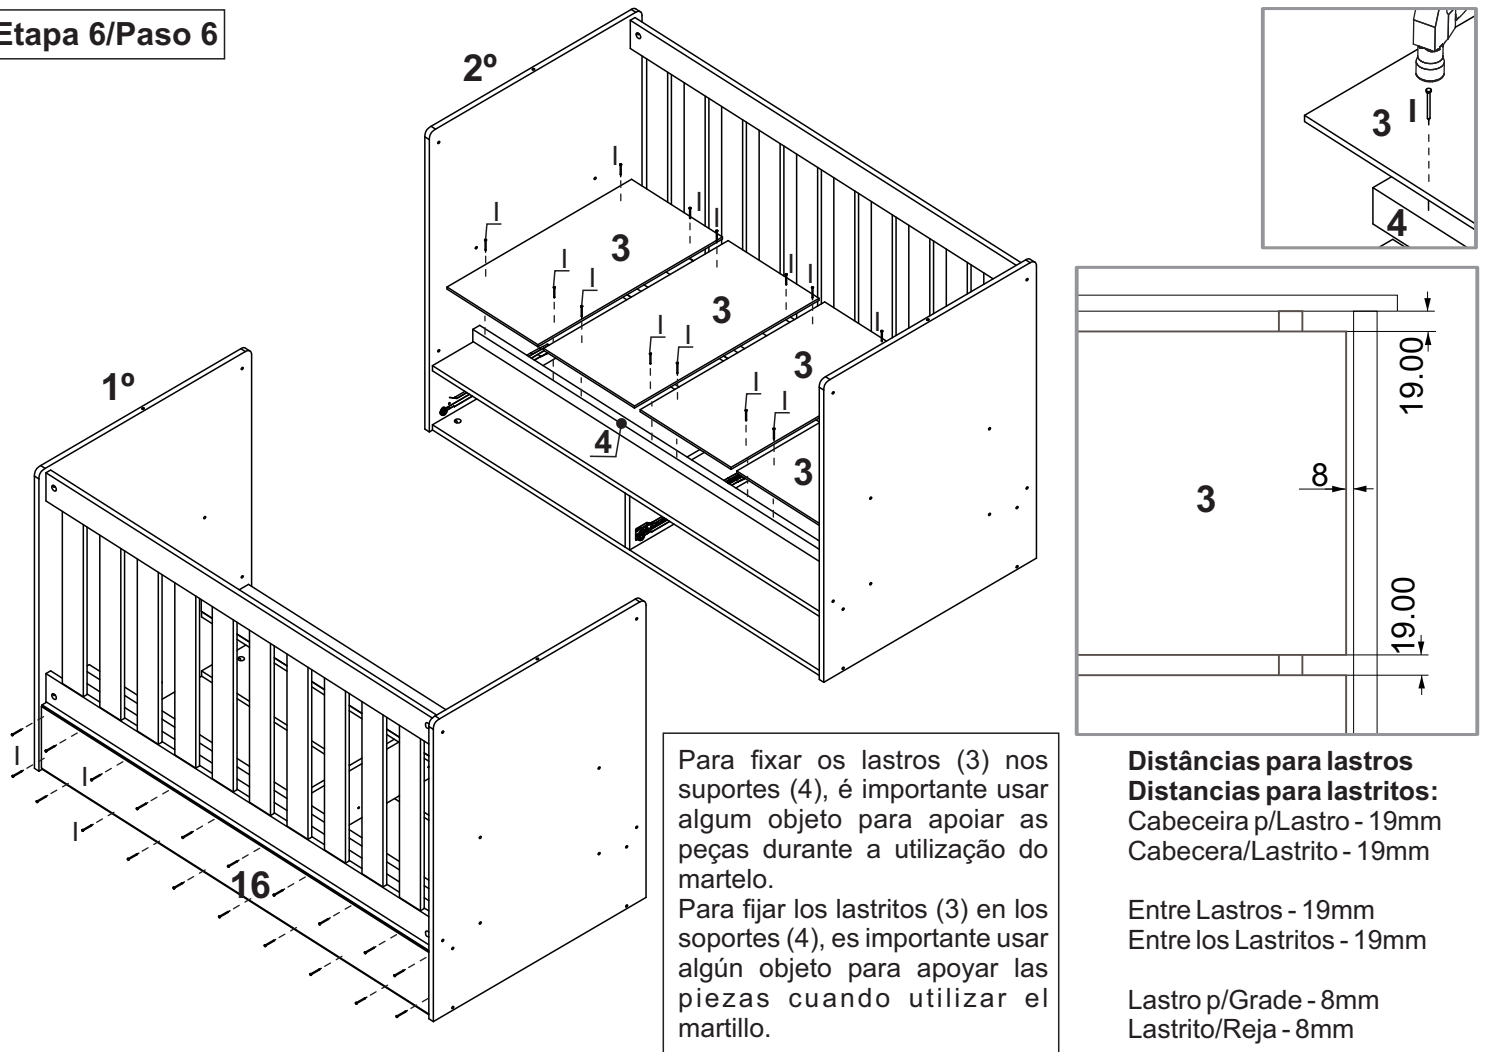 Etapa 6/Paso 6
2º
I
I
I
I
3
I
I
3
I
I
I
I
I
3
I
I
I
4
3
1º
I
I
I
16
3 I
4
19.00
8
3
19.00
Para fixar os lastros (3) nos
suportes (4), é importante usar
algum objeto para apoiar as
peças durante a utilização do
martelo.
Para fijar los lastritos (3) en los
soportes (4), es importante usar
algún objeto para apoyar las
piezas cuando utilizar el
martillo.
Distâncias para lastros
Distancias para lastritos:
Cabeceira p/Lastro - 19mm
Cabecera/Lastrito - 19mm
Entre Lastros - 19mm
Entre los Lastritos - 19mm
Lastro p/Grade - 8mm
Lastrito/Reja - 8mm